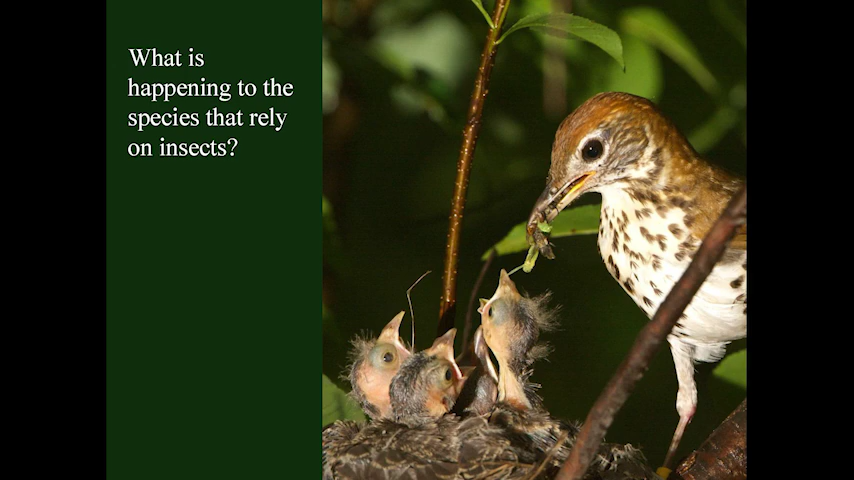 What is
happening to the
species that rely
on insects?